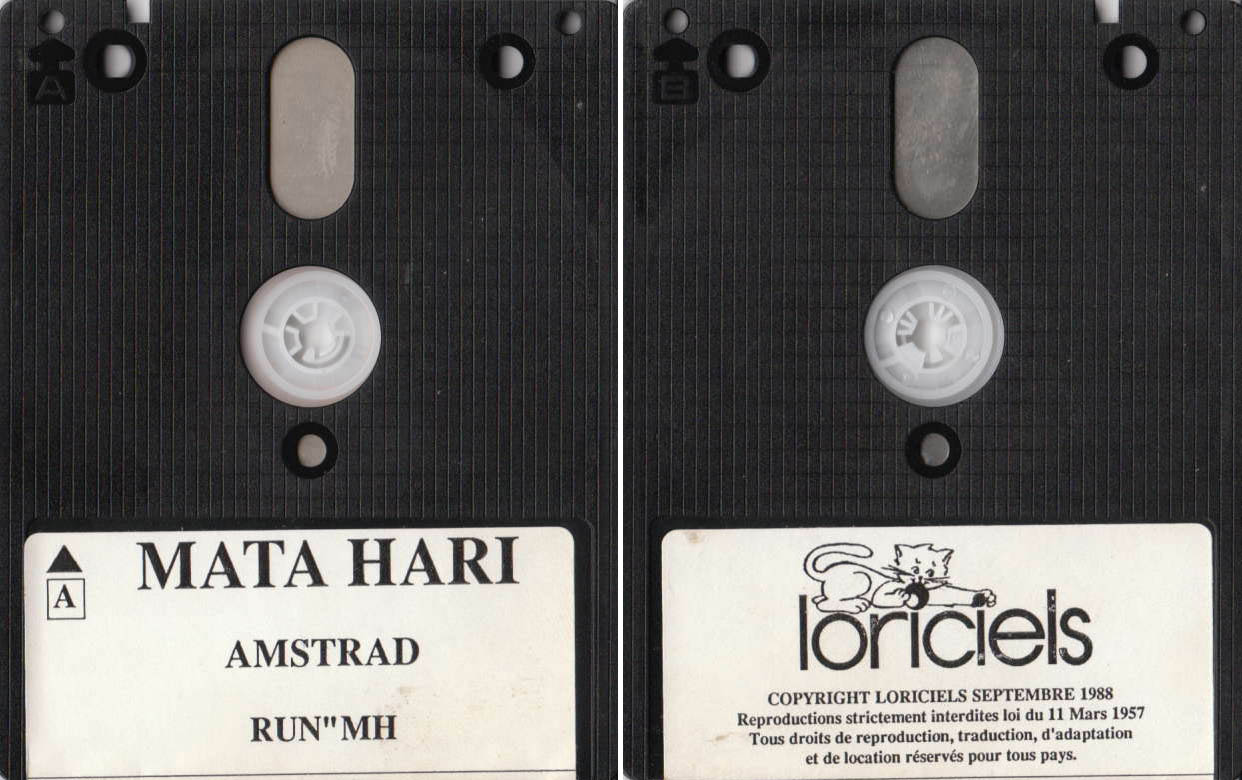 A
MATA HARI
A
AMSTRAD
RUN"MH
B
loriciels
COPYRIGHT LORICIELS SEPTEMBRE 1988
Reproductions strictement interdites loi du 11 Mars 1957
Tous droits de reproduction, traduction, d'adaptation
et de location réservés pour tous pays.